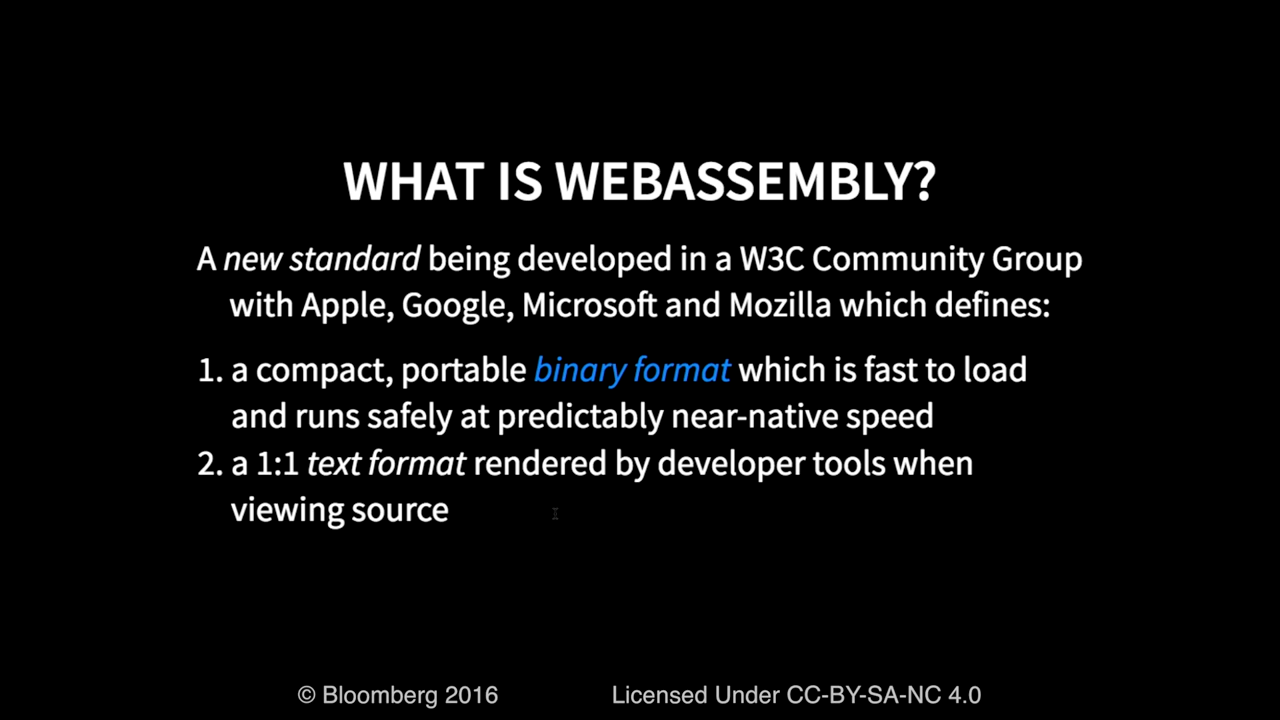 WHAT IS WEBASSEMBLY?
A new standard being developed in a W3C Community Group
with Apple, Google, Microsoft and Mozilla which defines:
1. a compact, portable binary format which is fast to load
and runs safely at predictably near-native speed
2. a 1:1 text format rendered by developer tools when
viewing source
© Bloomberg 2016 Licensed Under CC-BY-SA-NC 4.0